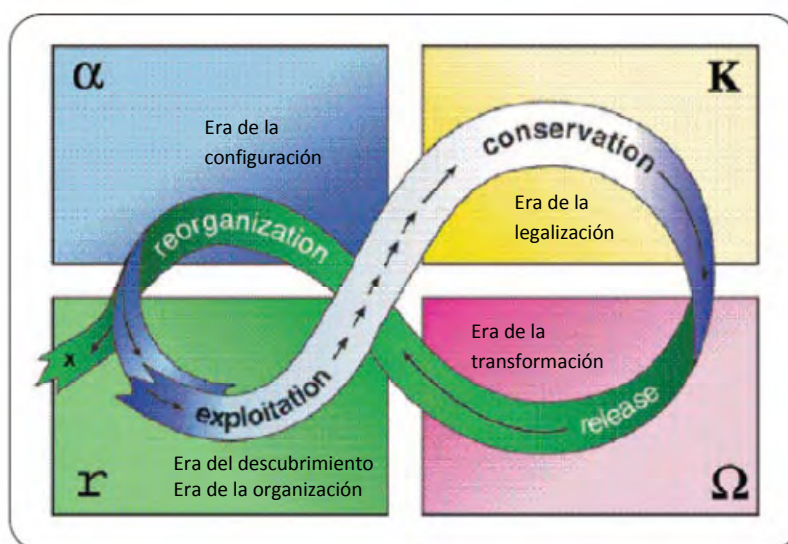 α
K
Era de la
configuración
conservation
Era de la
legalización
reorganization
Era de la
transformación
x
exploitation
release
Era del descubrimiento
Era de la organización
r
Ω